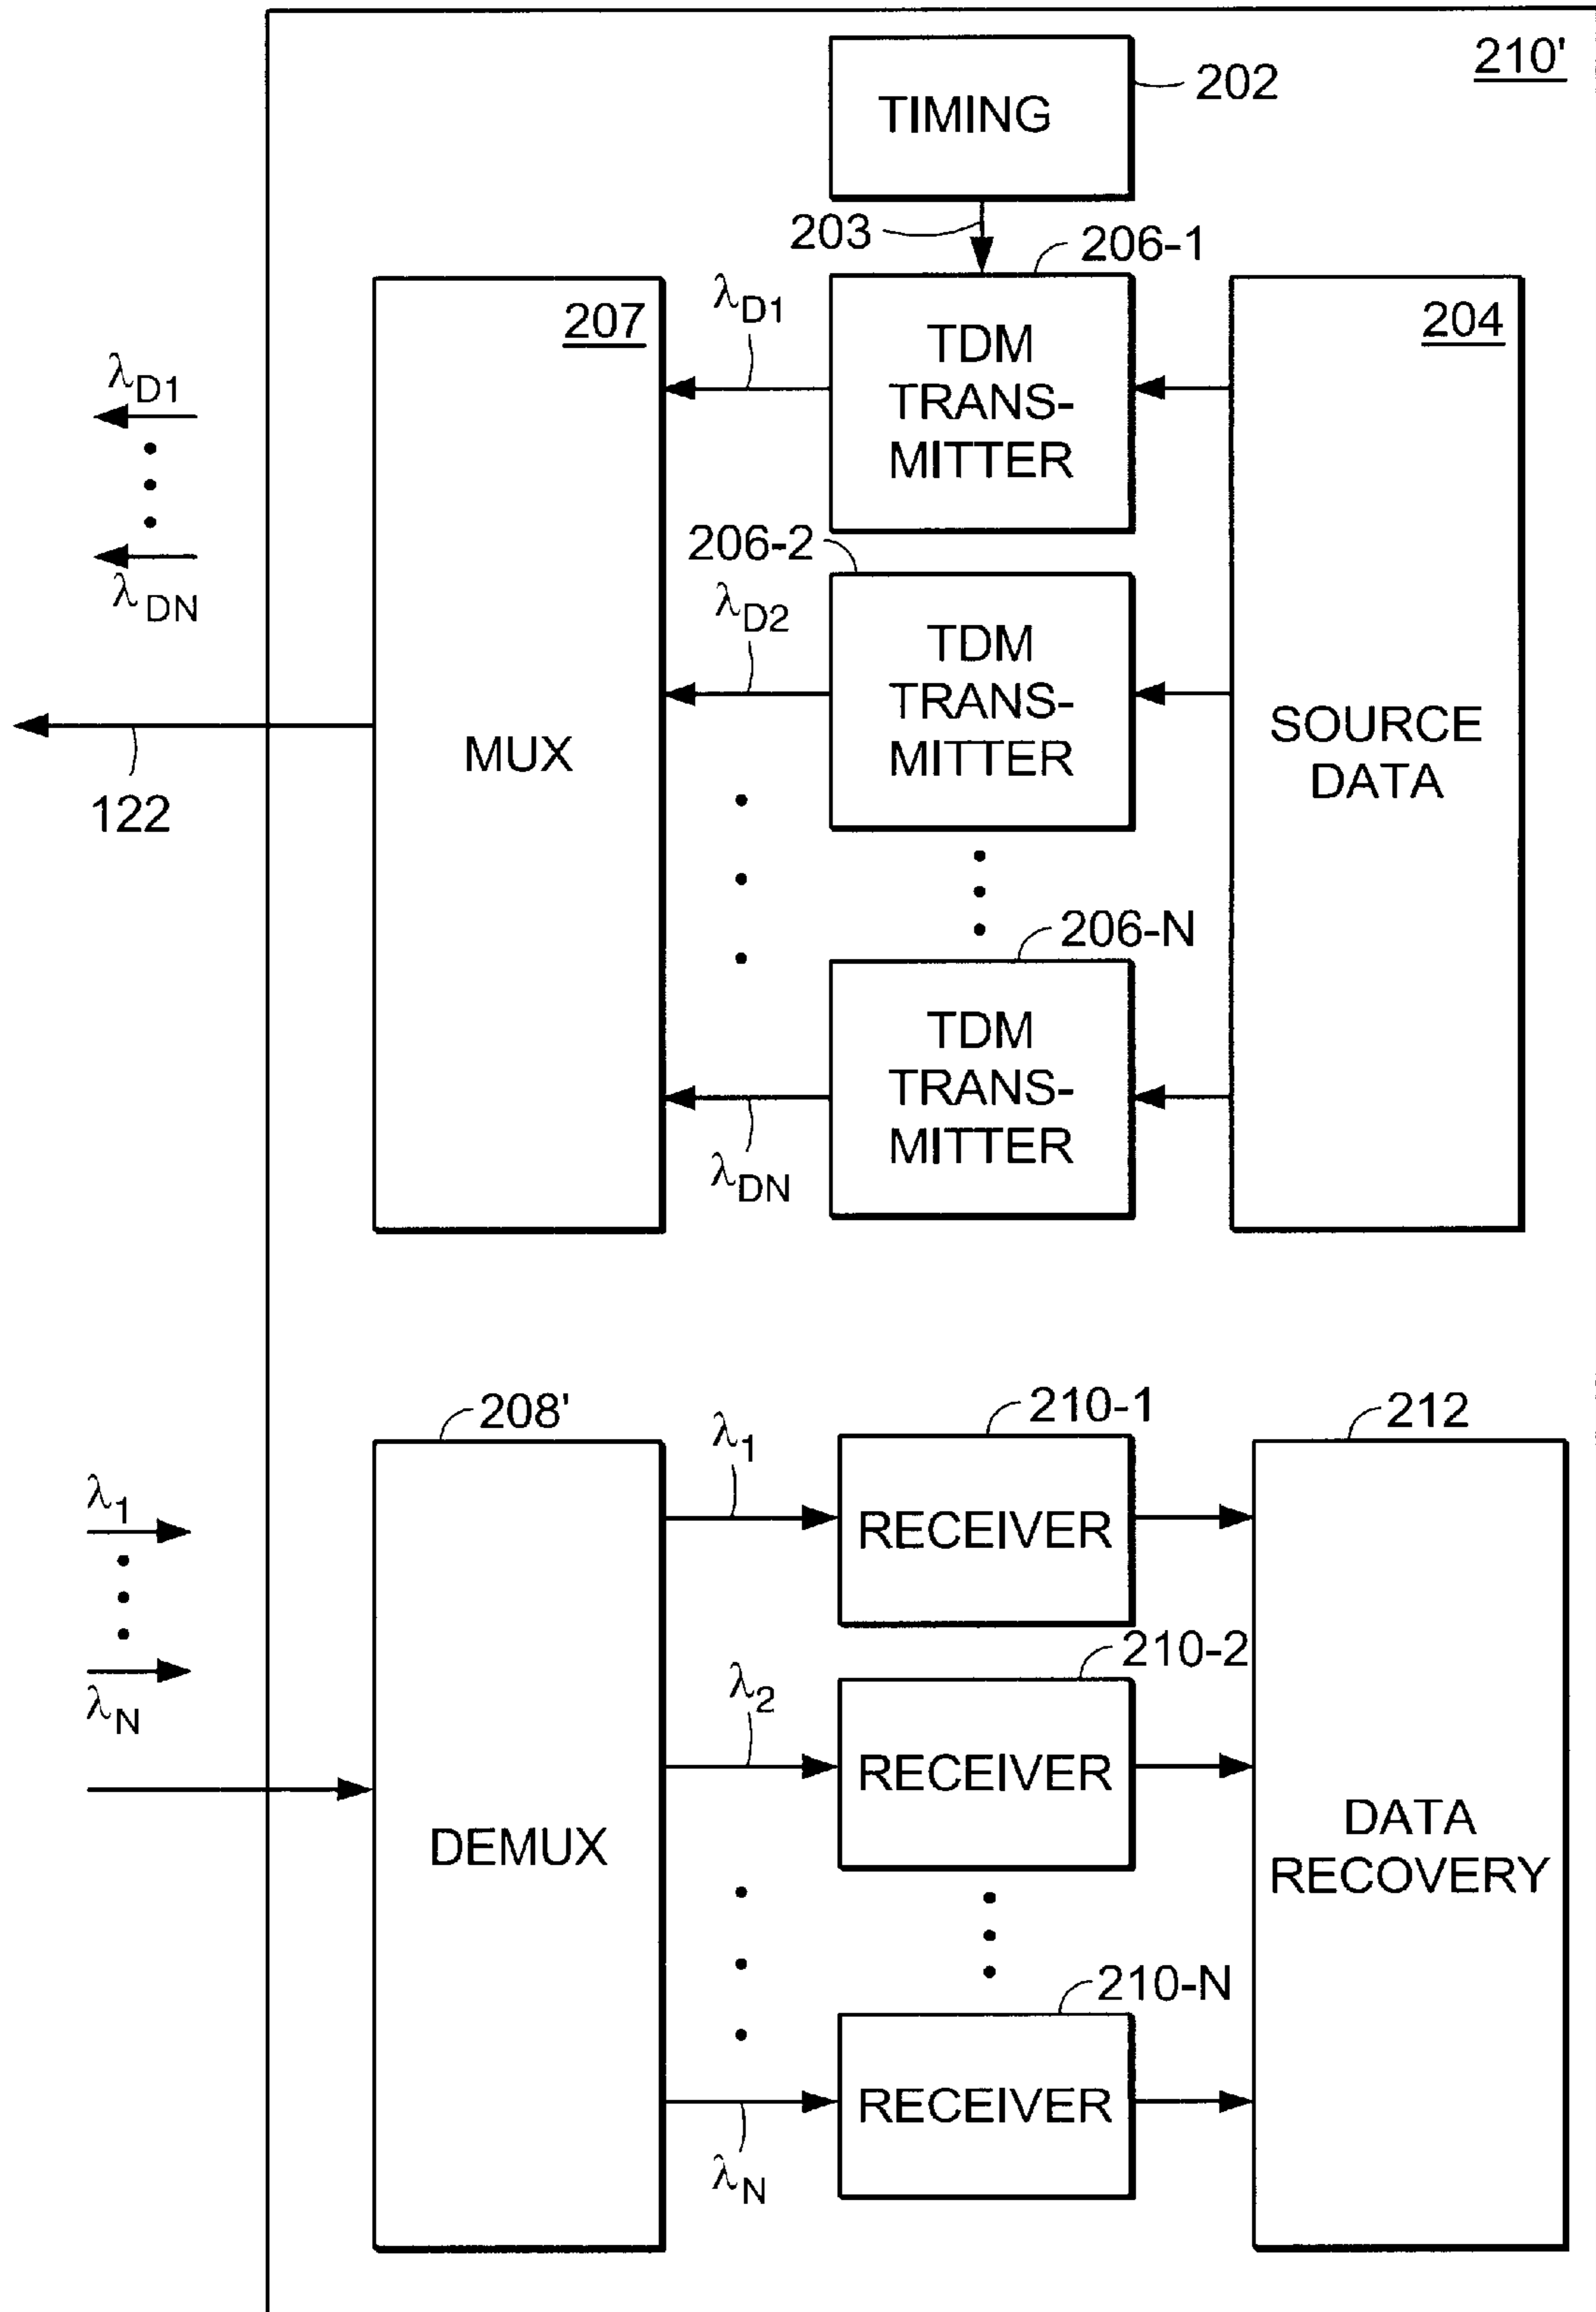 210'
TIMING
202
203
206-1
λD1
207
TDM
TRANS-
MITTER
204
λD1
λDN
206-2
λD2
TDM
TRANS-
MITTER
MUX
SOURCE
DATA
122
206-N
TDM
TRANS-
MITTER
λDN
208'
λ1
210-1
212
λ1
RECEIVER
λN
210-2
λ2
RECEIVER
DEMUX
DATA
RECOVERY
210-N
RECEIVER
λN